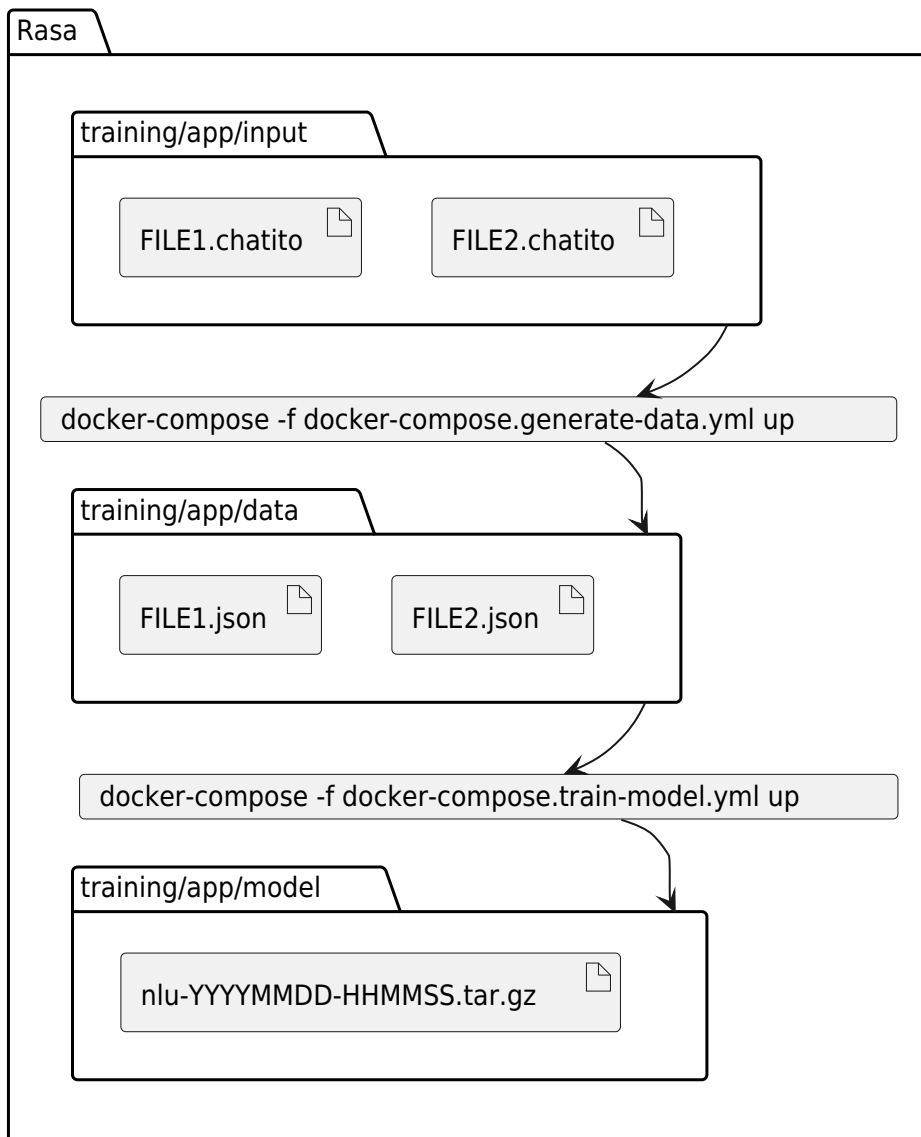 Rasa
training/app/input
FILE1.chatito
FILE2.chatito
docker-compose -f docker-compose.generate-data.yml up
training/app/data
FILE1.json
FILE2.json
docker-compose -f docker-compose.train-model.yml up
training/app/model
nlu-YYYYMMDD-HHMMSS.tar.gz